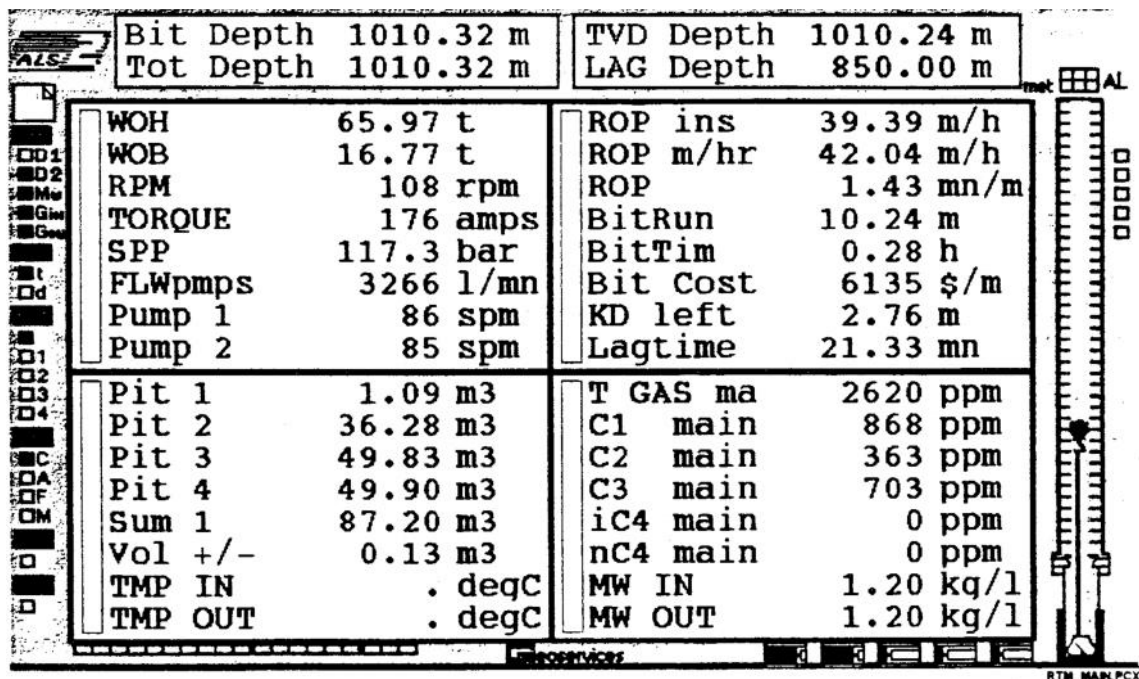 ALS
Bit Depth 1010.32 m
Tot Depth 1010.32 m
TVD Depth 1010.24 m
LAG Depth 850.00 m
AL
WOH 65.97 t
WOB 16.77 t
RPM 108 rpm
TORQUE 176 amps
SPP 117.3 bar
FLWpmps 3266 l/mn
Pump 1 86 spm
Pump 2 85 spm
ROP ins 39.39 m/h
ROP m/hr 42.04 m/h
ROP 1.43 mn/m
BitRun 10.24 m
BitTim 0.28 h
Bit Cost 6135 $/m
KD left 2.76 m
Lagtime 21.33 mn
Pit 1 1.09 m3
Pit 2 36.28 m3
Pit 3 49.83 m3
Pit 4 49.90 m3
Sum 1 87.20 m3
Vol +/- 0.13 m3
TMP IN . degC
TMP OUT . degC
T GAS ma 2620 ppm
C1 main 868 ppm
C2 main 363 ppm
C3 main 703 ppm
iC4 main 0 ppm
nC4 main 0 ppm
MW IN 1.20 kg/l
MW OUT 1.20 kg/l
D1
D2
t
d
1
2
3
4
C
A
F
M
RTM_MAIN.PCX